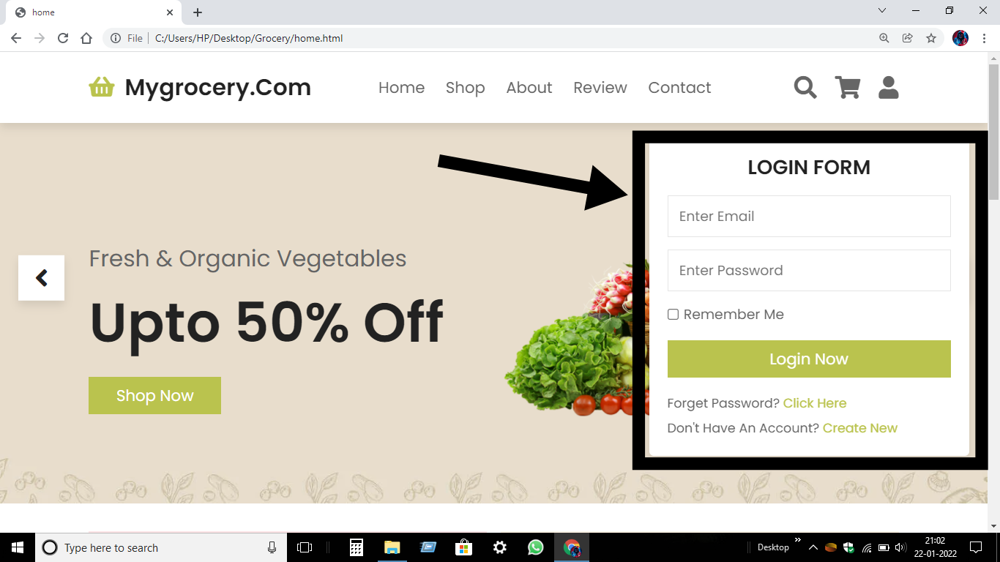 home
File C:/Users/HP/Desktop/Grocery/home.html
Mygrocery.Com Home Shop About Review Contact
LOGIN FORM
Enter Email
Enter Password
Remember Me
Login Now
Forget Password? Click Here
Don't Have An Account? Create New
Fresh & Organic Vegetables
Upto 50% Off
Shop Now
Type here to search
Desktop
21:02
22-01-2022